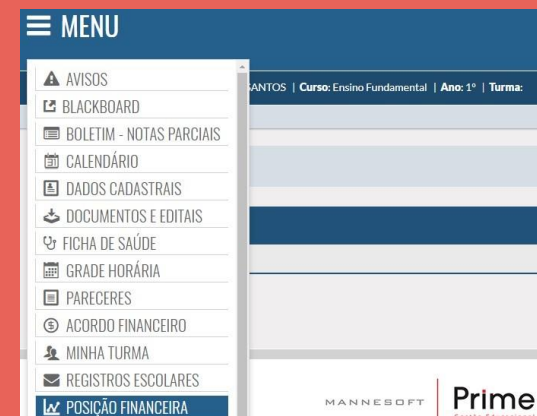 MENU
AVISOS
SANTOS | Curso: Ensino Fundamental | Ano: 1º | Turma:
BLACKBOARD
BOLETIM - NOTAS PARCIAIS
CALENDÁRIO
DADOS CADASTRAIS
DOCUMENTOS E EDITAIS
FICHA DE SAÚDE
GRADE HORÁRIA
PARECERES
ACORDO FINANCEIRO
MINHA TURMA
REGISTROS ESCOLARES
POSIÇÃO FINANCEIRA
MANNESOFT
Prime